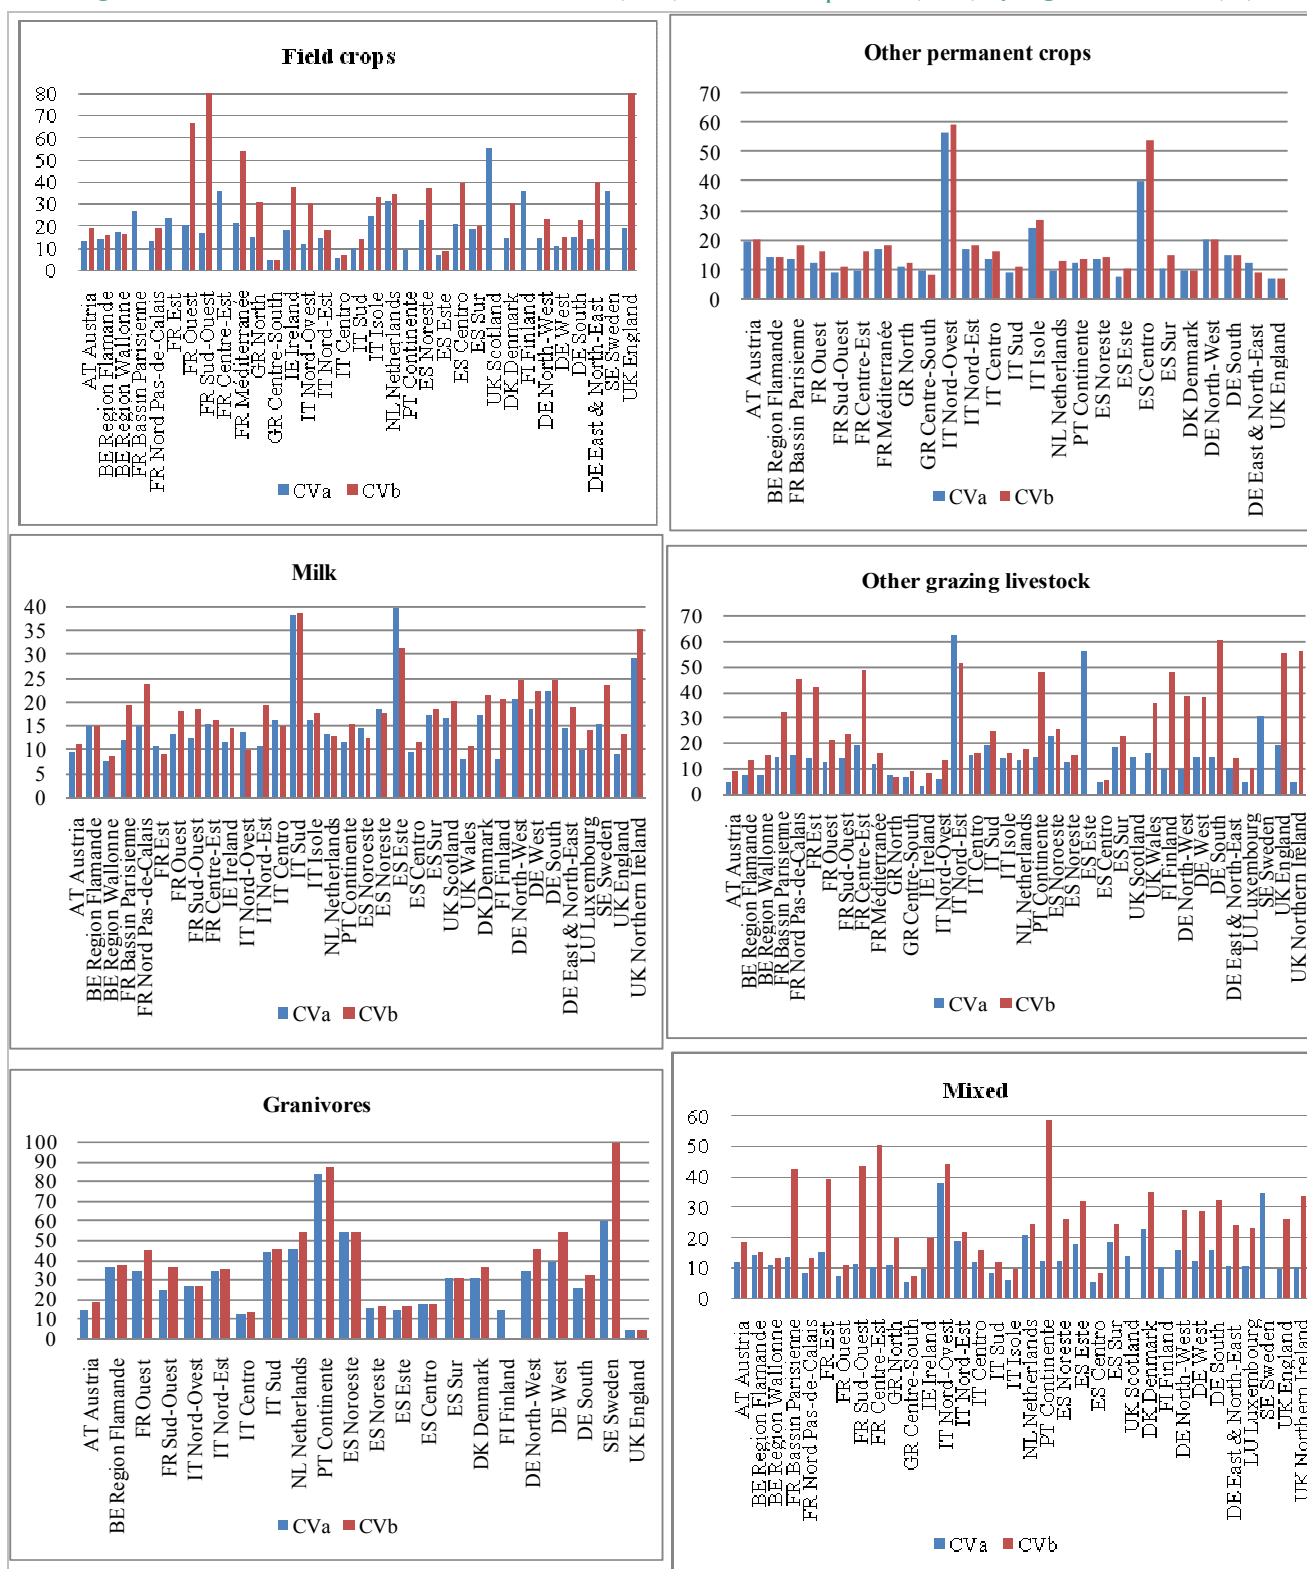 Field crops
80
70
60
50
40
30
20
10
0
AT Austria
BE Region Flamande
BE Region Wallonne
FR Bassin Parisienne
FR Nord Pas-de-Calais
FR Est
FR Ouest
FR Sud-Ouest
FR Centre-Est
FR Méditerranée
GR North
GR Centre-South
IE Ireland
IT Nord-Ovest
IT Nord-Est
IT Centro
IT Sud
IT Isole
NL Netherlands
PT Continente
ES Noreste
ES Este
ES Centro
ES Sur
UK Scotland
DK Denmark
FI Finland
DE North-West
DE West
DE South
DE East & North-East
SE Sweden
UK England
CVa CVb
Other permanent crops
70
60
50
40
30
20
10
0
AT Austria
BE Region Flamande
FR Bassin Parisienne
FR Ouest
FR Sud-Ouest
FR Centre-Est
FR Méditerranée
GR North
GR Centre-South
IT Nord-Ovest
IT Nord-Est
IT Centro
IT Sud
IT Isole
NL Netherlands
PT Continente
ES Noreste
ES Este
ES Centro
ES Sur
DK Denmark
DE North-West
DE South
DE East & North-East
UK England
CVa CVb
Milk
40
35
30
25
20
15
10
5
0
AT Austria
BE Region Flamande
BE Region Wallonne
FR Bassin Parisienne
FR Nord Pas-de-Calais
FR Est
FR Ouest
FR Sud-Ouest
FR Centre-Est
IE Ireland
IT Nord-Ovest
IT Nord-Est
IT Centro
IT Sud
IT Isole
NL Netherlands
PT Continente
ES Noroeste
ES Noreste
ES Este
ES Centro
ES Sur
UK Scotland
UK Wales
DK Denmark
FI Finland
DE North-West
DE West
DE South
DE East & North-East
LU Luxembourg
SE Sweden
UK England
UK Northern Ireland
CVa CVb
Other grazing livestock
70
60
50
40
30
20
10
0
AT Austria
BE Region Flamande
BE Region Wallonne
FR Bassin Parisienne
FR Nord Pas-de-Calais
FR Est
FR Ouest
FR Sud-Ouest
FR Centre-Est
FR Méditerranée
GR North
GR Centre-South
IE Ireland
IT Nord-Ovest
IT Nord-Est
IT Centro
IT Sud
IT Isole
NL Netherlands
PT Continente
ES Noroeste
ES Noreste
ES Este
ES Centro
ES Sur
UK Scotland
UK Wales
FI Finland
DE North-West
DE West
DE South
DE East & North-East
LU Luxembourg
SE Sweden
UK England
UK Northern Ireland
CVa CVb
Granivores
100
90
80
70
60
50
40
30
20
10
0
AT Austria
BE Region Flamande
FR Ouest
FR Sud-Ouest
IT Nord-Ovest
IT Nord-Est
IT Centro
IT Sud
NL Netherlands
PT Continente
ES Noroeste
ES Noreste
ES Este
ES Centro
ES Sur
DK Denmark
FI Finland
DE North-West
DE West
DE South
SE Sweden
UK England
CVa CVb
Mixed
60
50
40
30
20
10
0
AT Austria
BE Region Flamande
BE Region Wallonne
FR Bassin Parisienne
FR Nord Pas-de-Calais
FR Est
FR Ouest
FR Sud-Ouest
FR Centre-Est
GR North
GR Centre-South
IE Ireland
IT Nord-Ovest
IT Nord-Est
IT Centro
IT Sud
IT Isole
NL Netherlands
PT Continente
ES Noreste
ES Este
ES Centro
ES Sur
UK Scotland
DK Denmark
FI Finland
DE North-West
DE West
DE South
DE East & North-East
LU Luxembourg
SE Sweden
UK England
UK Northern Ireland
CVa CVb